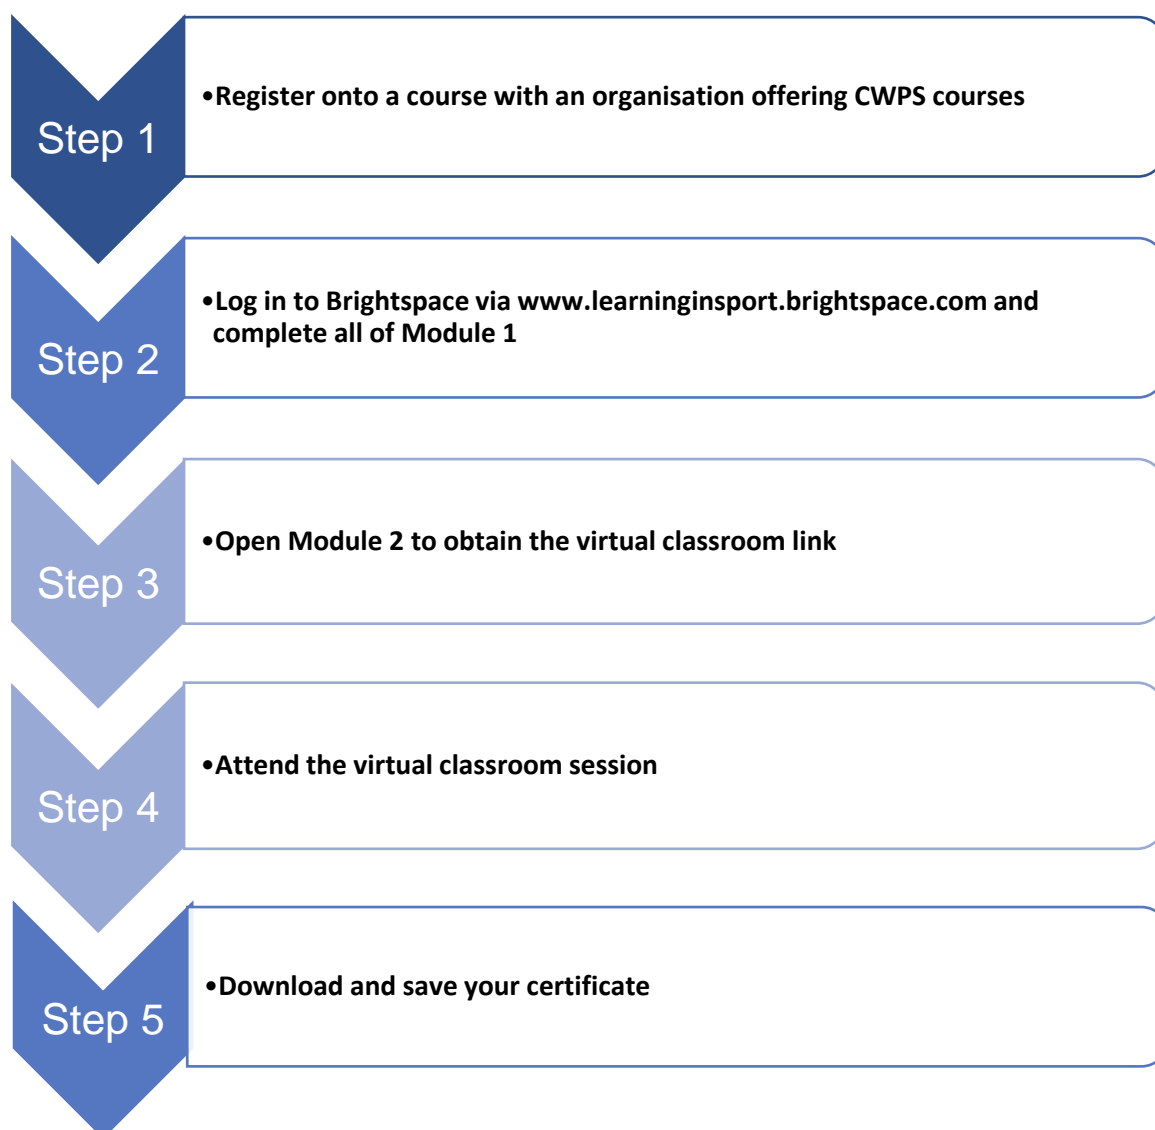 Step 1
•Register onto a course with an organisation offering CWPS courses
Step 2
•Log in to Brightspace via www.learninginsport.brightspace.com and
complete all of Module 1
Step 3
•Open Module 2 to obtain the virtual classroom link
Step 4
•Attend the virtual classroom session
Step 5
•Download and save your certificate